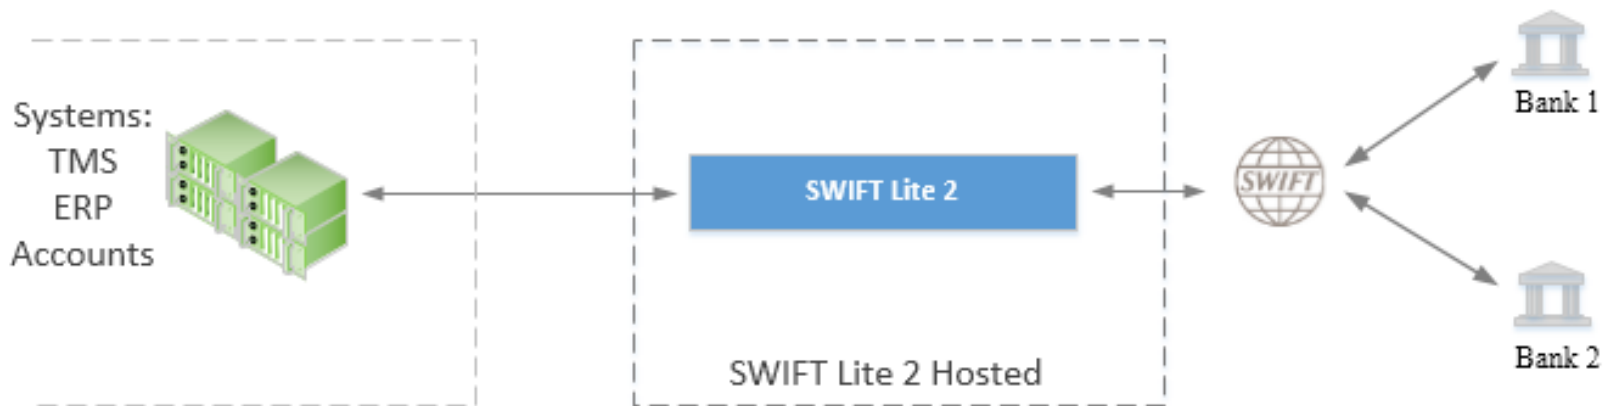 Systems:
TMS
ERP
Accounts
SWIFT Lite 2
SWIFT Lite 2 Hosted
SWIFT
Bank 1
Bank 2